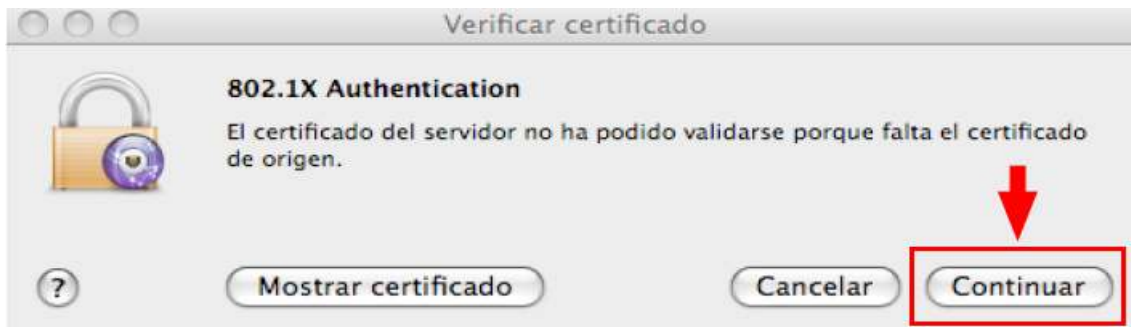 Verificar certificado
802.1X Authentication
El certificado del servidor no ha podido validarse porque falta el certificado
de origen.
?
Mostrar certificado
Cancelar
Continuar